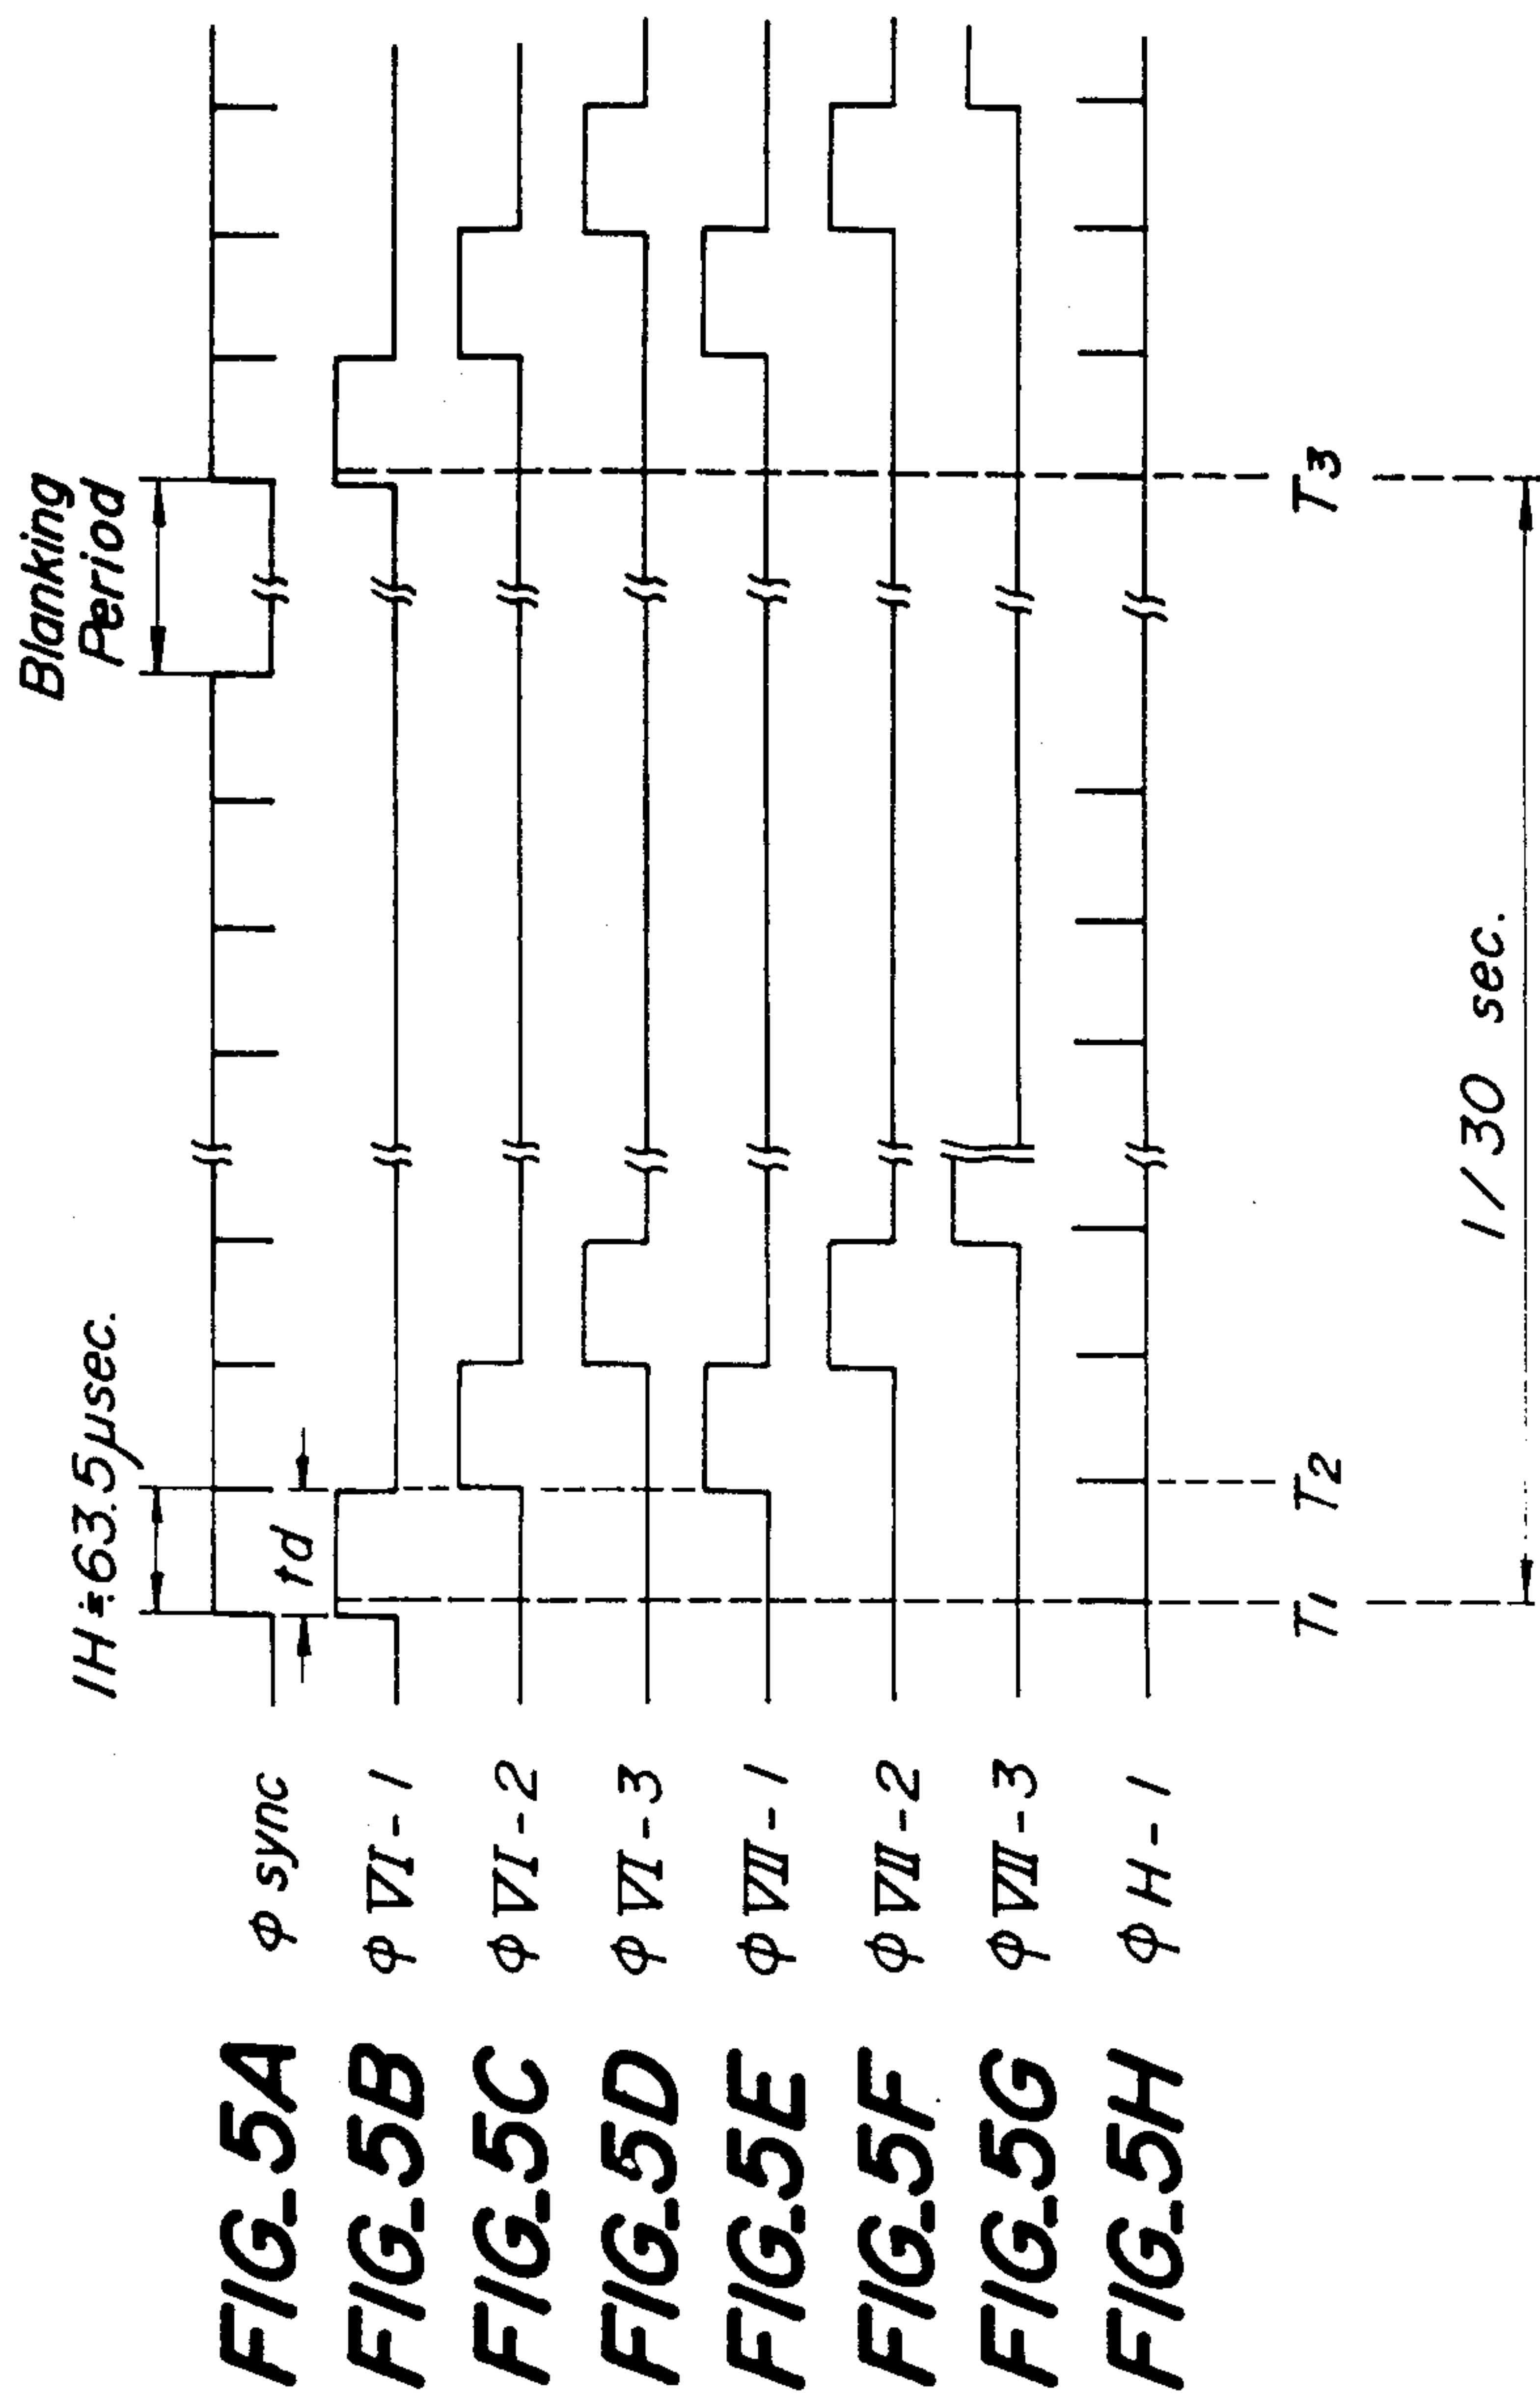 Blanking
Period
1H≒63.5μsec.
td
FIG_5A φ sync
FIG_5B φ VI-1
FIG_5C φ VI-2
FIG_5D φ VI-3
FIG_5E φ VII-1
FIG_5F φ VII-2
FIG_5G φ VII-3
FIG_5H φ H-1
T1 T2 T3
1/30 sec.